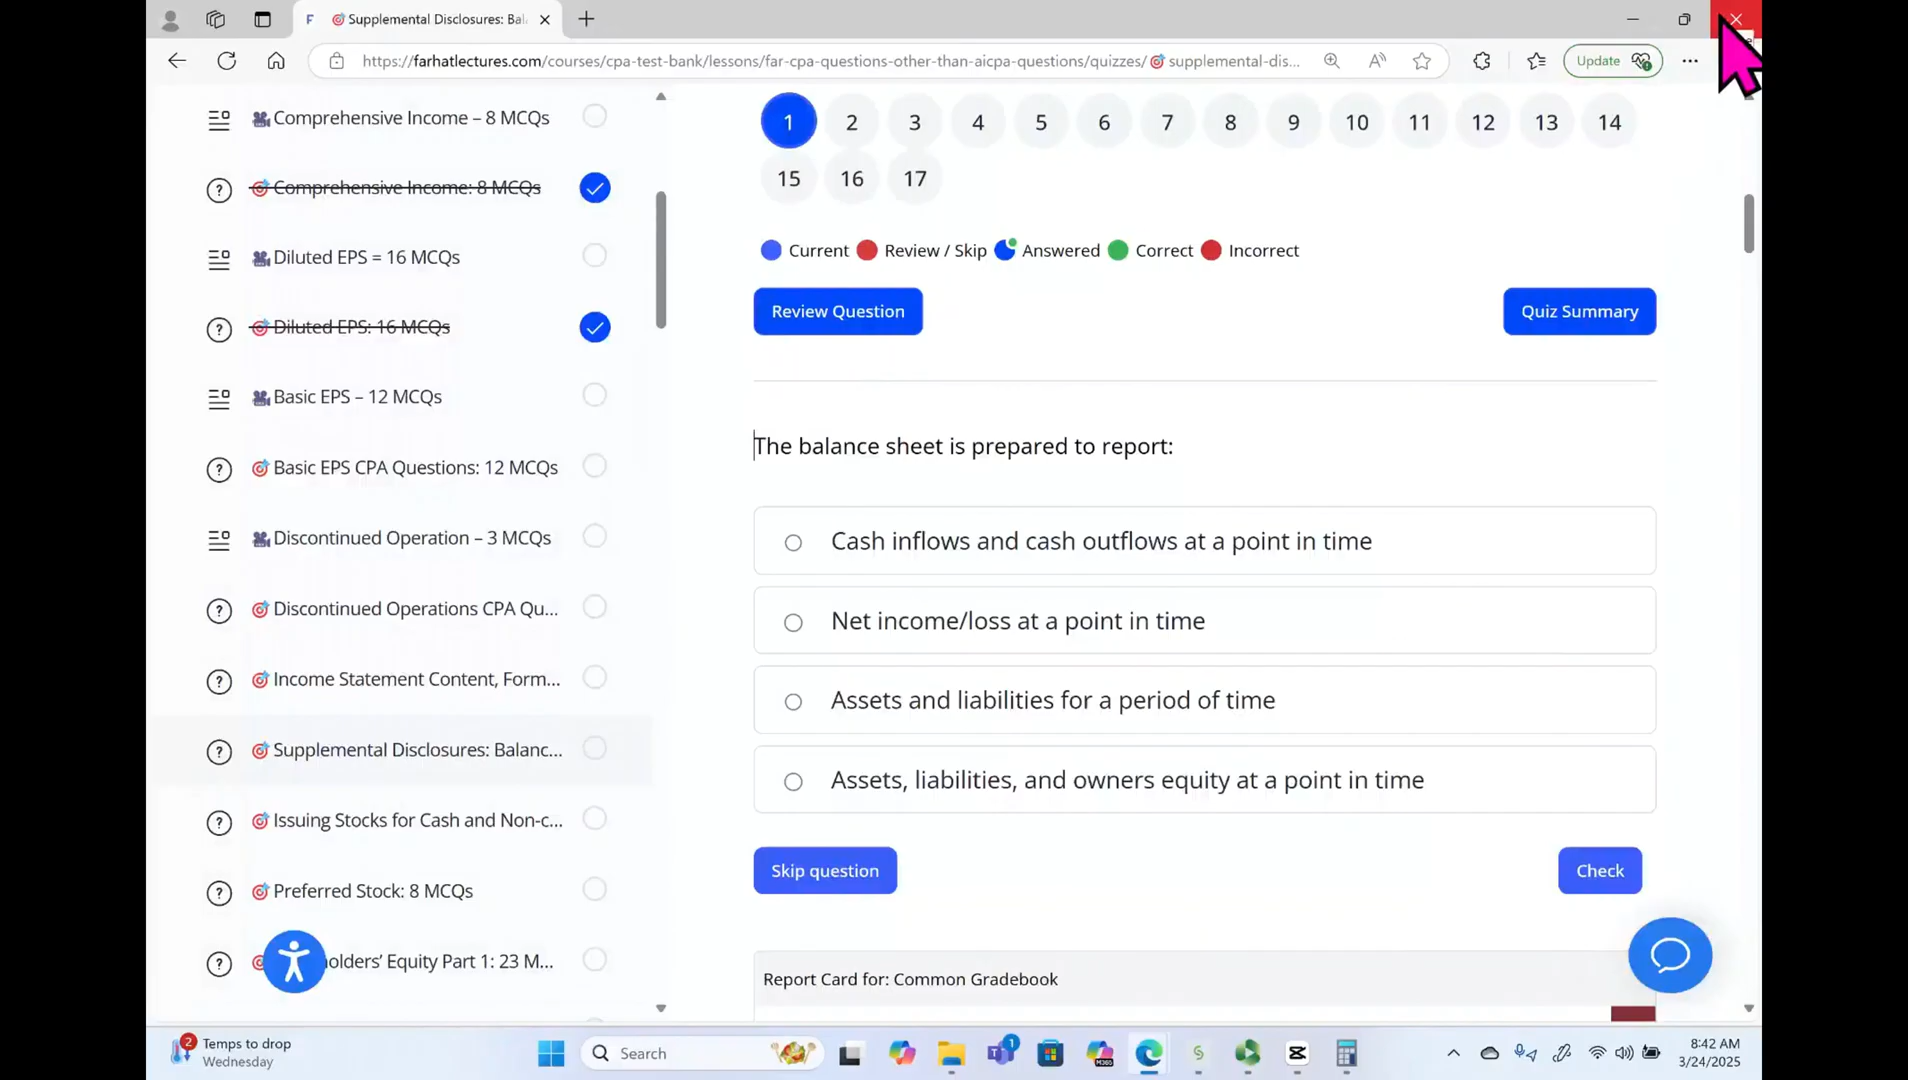 F Supplemental Disclosures: Bal
https://farhatlectures.com/courses/cpa-test-bank/lessons/far-cpa-questions-other-than-aicpa-questions/quizzes/ supplemental-dis...
Update
Comprehensive Income – 8 MCQs
Comprehensive Income: 8 MCQs
Diluted EPS = 16 MCQs
Diluted EPS: 16 MCQs
Basic EPS – 12 MCQs
Basic EPS CPA Questions: 12 MCQs
Discontinued Operation – 3 MCQs
Discontinued Operations CPA Qu...
Income Statement Content, Form...
Supplemental Disclosures: Balanc...
Issuing Stocks for Cash and Non-c...
Preferred Stock: 8 MCQs
holders’ Equity Part 1: 23 M...
1 2 3 4 5 6 7 8 9 10 11 12 13 14
15 16 17
Current Review / Skip Answered Correct Incorrect
Review Question Quiz Summary
The balance sheet is prepared to report:
Cash inflows and cash outflows at a point in time
Net income/loss at a point in time
Assets and liabilities for a period of time
Assets, liabilities, and owners equity at a point in time
Skip question Check
Report Card for: Common Gradebook
2 Temps to drop
Wednesday
Search
1
M365
8:42 AM
3/24/2025